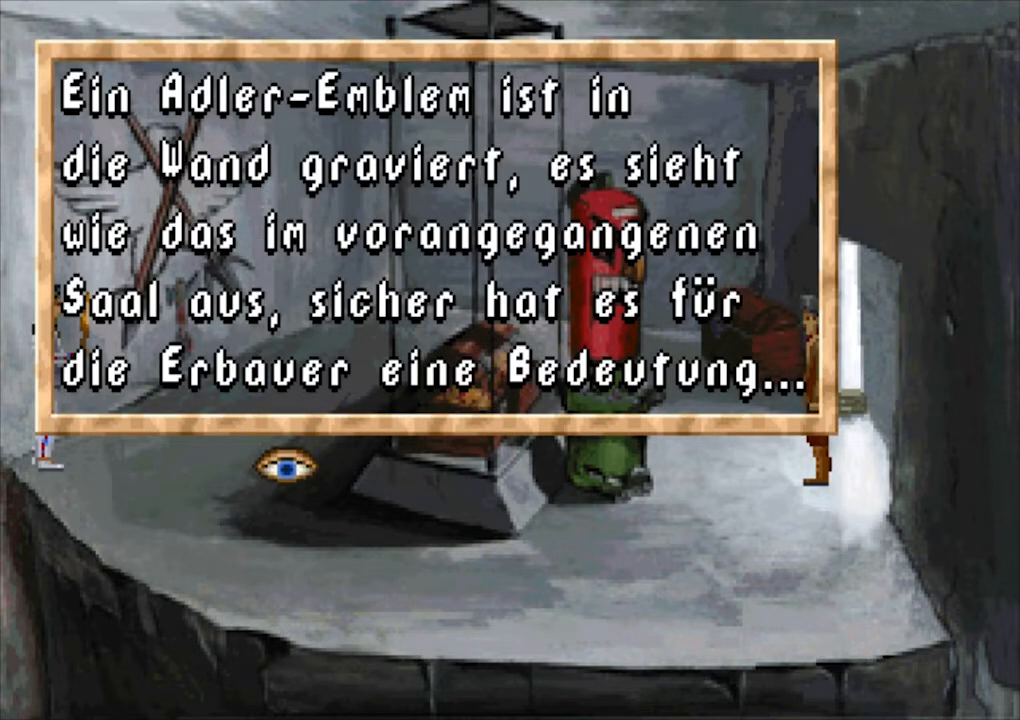 Ein Adler-Emblem ist in
die Wand graviert, es sieht
wie das im vorangegangenen
Saal aus, sicher hat es für
die Erbauer eine Bedeutung...